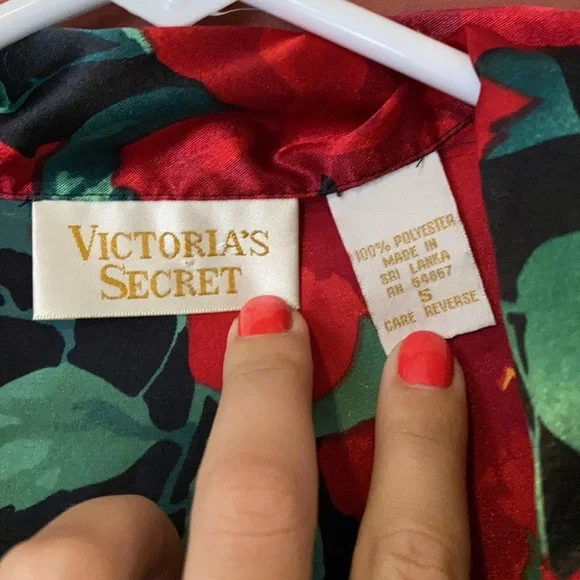 VICTORIA'S
SECRET
100% POLYESTER
MADE IN
SRI LANKA
RN 54867
S
CARE REVERSE